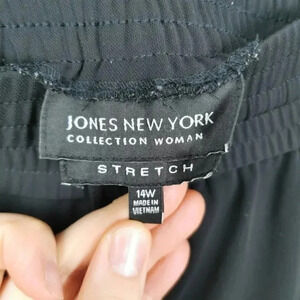 JONES NEW YORK
COLLECTION WOMAN
STRETCH
14W
MADE IN
VIETNAM